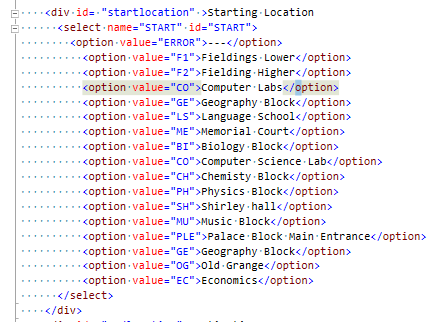 <div id= "startlocation" >Starting Location
<select name="START" id="START">
<option value="ERROR">---</option>
<option value="F1">Fieldings Lower</option>
<option value="F2">Fielding Higher</option>
<option value="CO">Computer Labs</option>
<option value="GE">Geography Block</option>
<option value="LS">Language School</option>
<option value="ME">Memorial Court</option>
<option value="BI">Biology Block</option>
<option value="CO">Computer Science Lab</option>
<option value="CH">Chemisty Block</option>
<option value="PH">Physics Block</option>
<option value="SH">Shirley hall</option>
<option value="MU">Music Block</option>
<option value="PLE">Palace Block Main Entrance</option>
<option value="GE">Geography Block</option>
<option value="OG">Old Grange</option>
<option value="EC">Economics</option>
</select>
</div>